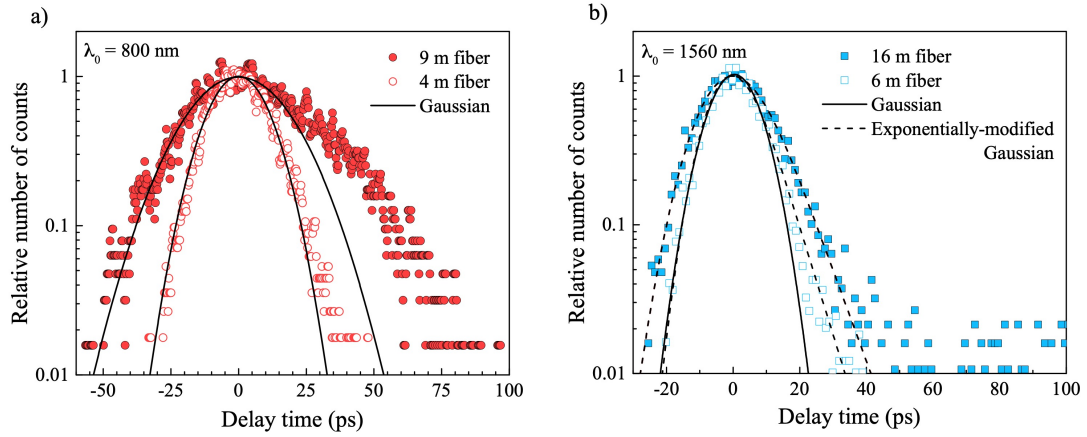 a)
λ₀ = 800 nm
9 m fiber
4 m fiber
Gaussian
Relative number of counts
1
0.1
0.01
-50
-25
0
25
50
75
100
Delay time (ps)
b)
λ₀ = 1560 nm
16 m fiber
6 m fiber
Gaussian
Exponentially-modified
Gaussian
Relative number of counts
1
0.1
0.01
-20
0
20
40
60
80
100
Delay time (ps)